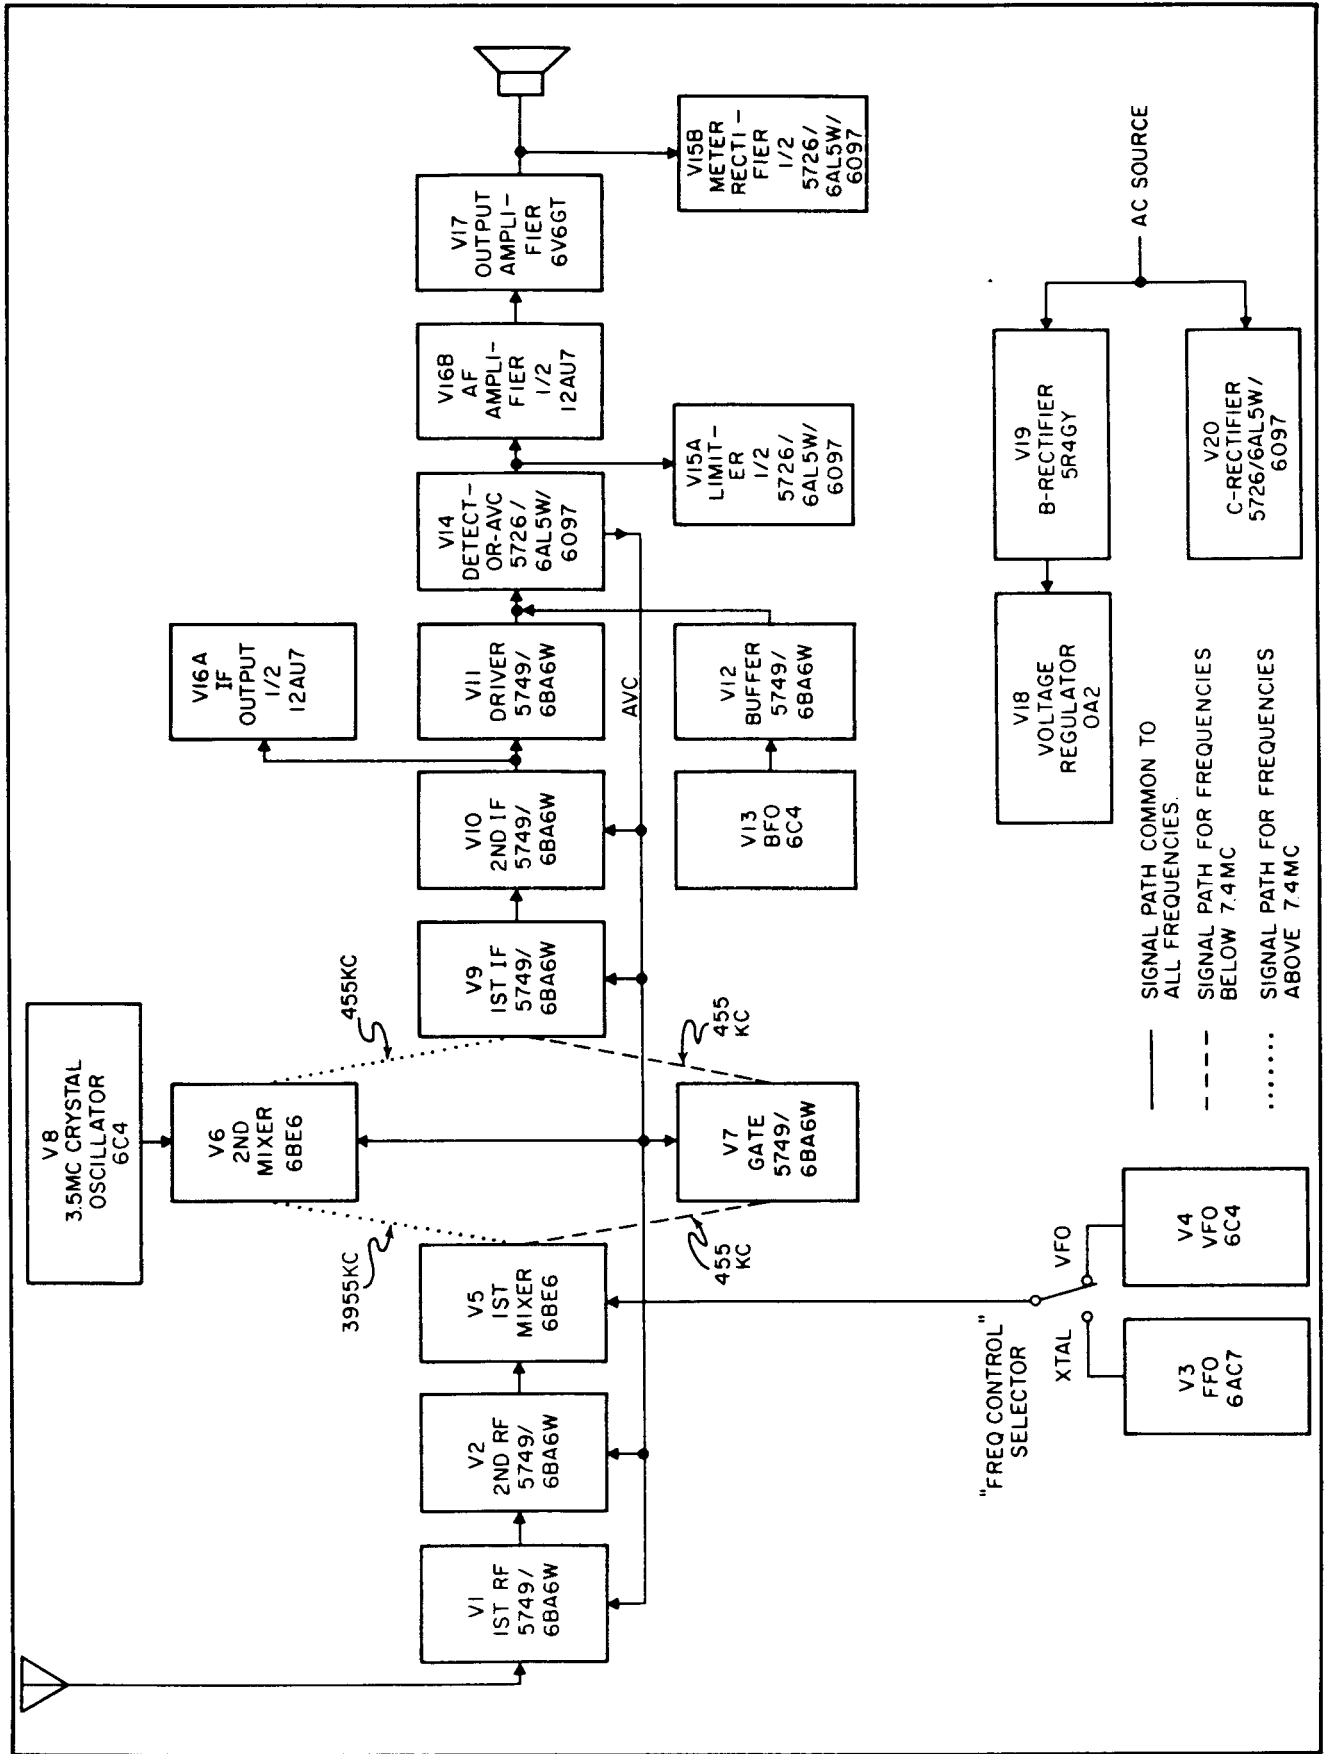 V8
3.5MC CRYSTAL
OSCILLATOR
6C4
3955KC
455KC
V6
2ND
MIXER
6BE6
V16A
IF
OUTPUT
1/2
12AU7
V1
1ST RF
5749/
6BA6W
V2
2ND RF
5749/
6BA6W
V5
1ST
MIXER
6BE6
V9
1ST IF
5749/
6BA6W
V10
2ND IF
5749/
6BA6W
V11
DRIVER
5749/
6BA6W
V14
DETECT-
OR-AVC
5726/
6AL5W/
6097
V16B
AF
AMPLI-
FIER
1/2
12AU7
V17
OUTPUT
AMPLI-
FIER
6V6GT
AVC
455
KC
455
KC
V7
GATE
5749/
6BA6W
V13
BFO
6C4
V12
BUFFER
5749/
6BA6W
V15A
LIMIT-
ER
1/2
5726/
6AL5W/
6097
V15B
METER
RECTI-
FIER
1/2
5726/
6AL5W/
6097
"FREQ CONTROL"
SELECTOR
XTAL
VFO
V3
FFO
6AC7
V4
VFO
6C4
V18
VOLTAGE
REGULATOR
OA2
V19
B-RECTIFIER
5R4GY
V20
C-RECTIFIER
5726/6AL5W/
6097
AC SOURCE
SIGNAL PATH COMMON TO
ALL FREQUENCIES.
SIGNAL PATH FOR FREQUENCIES
BELOW 7.4MC
SIGNAL PATH FOR FREQUENCIES
ABOVE 7.4MC